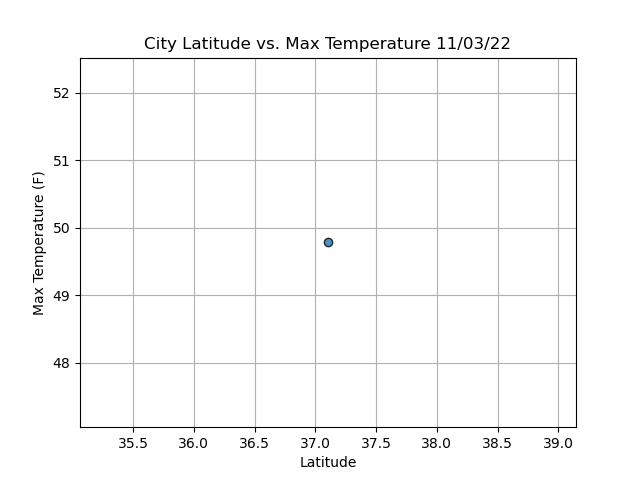 City Latitude vs. Max Temperature 11/03/22
52
51
50
49
48
Max Temperature (F)
35.5 36.0 36.5 37.0 37.5 38.0 38.5 39.0
Latitude